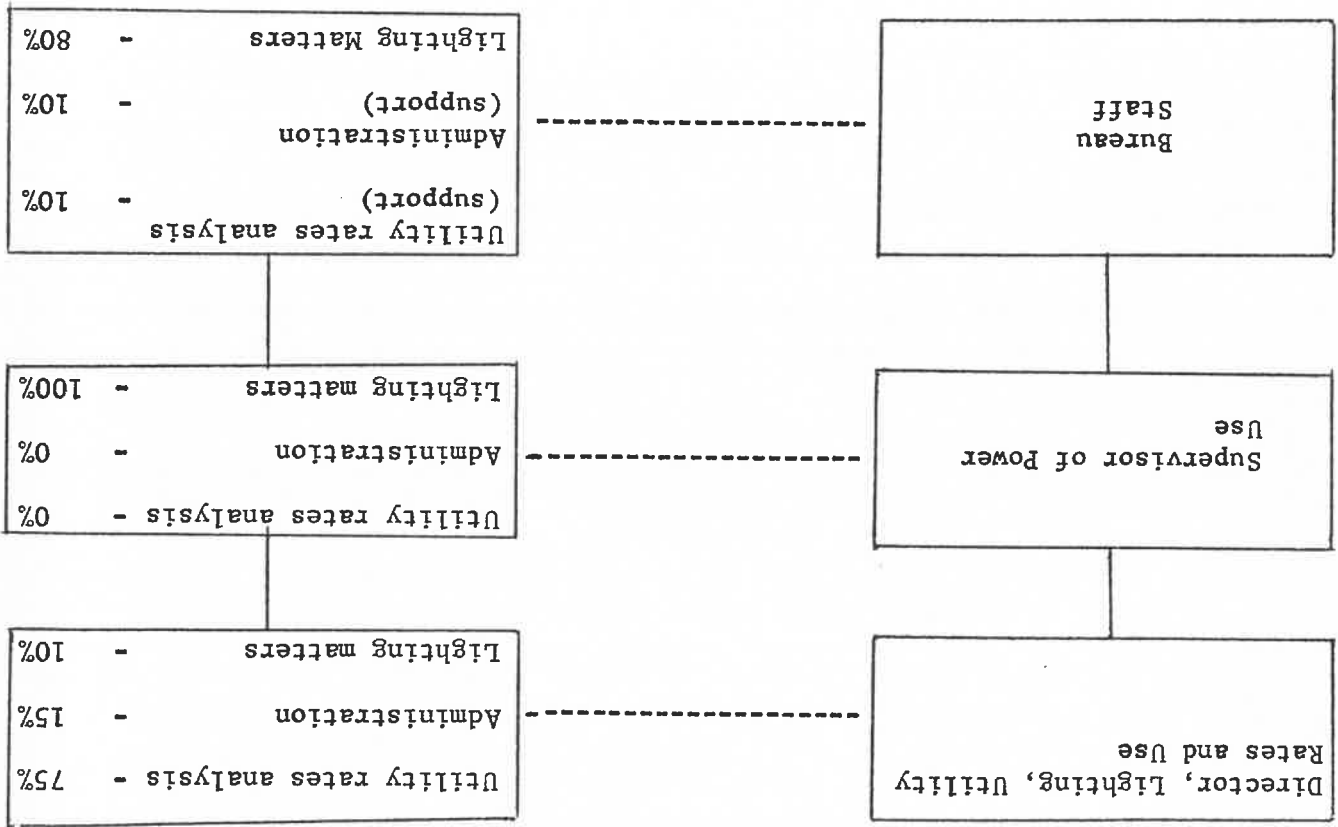 Director, Lighting, Utility
Rates and Use
Utility rates analysis - 75%
Administration - 15%
Lighting matters - 10%
Supervisor of Power
Use
Utility rates analysis - 0%
Administration - 0%
Lighting matters - 100%
Bureau
Staff
Utility rates analysis
(support) - 10%
Administration
(support) - 10%
Lighting Matters - 80%